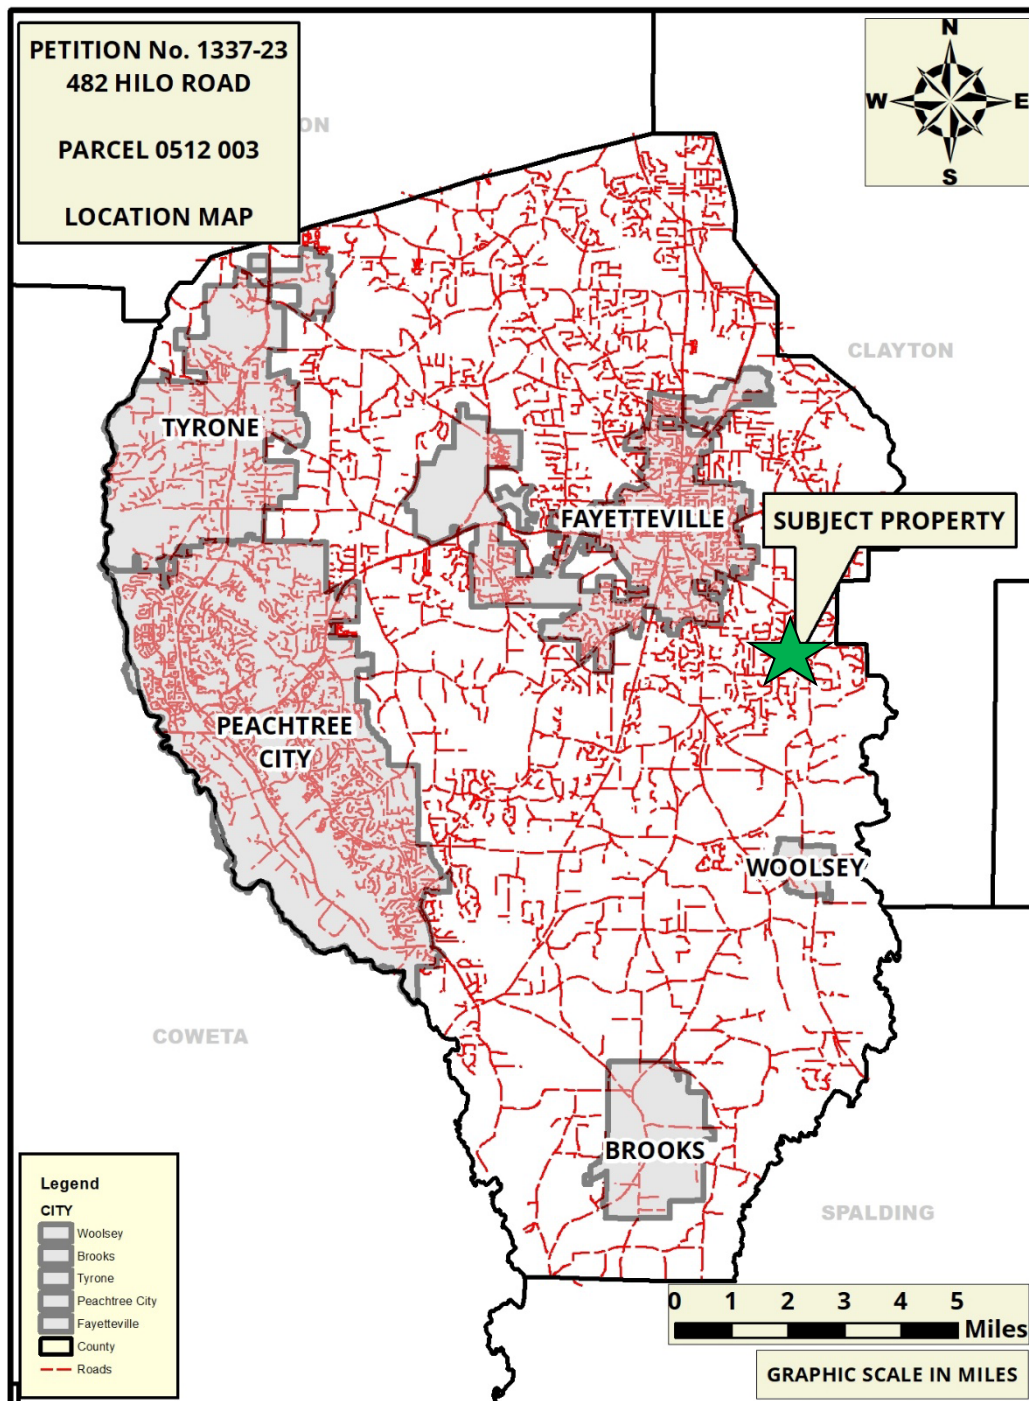 PETITION No. 1337-23
482 HILO ROAD
PARCEL 0512 003
LOCATION MAP
ON
N
W
E
S
CLAYTON
TYRONE
FAYETTEVILLE
SUBJECT PROPERTY
PEACHTREE
CITY
WOOLSEY
COWETA
BROOKS
SPALDING
Legend
CITY
Woolsey
Brooks
Tyrone
Peachtree City
Fayetteville
County
Roads
0 1 2 3 4 5
Miles
GRAPHIC SCALE IN MILES